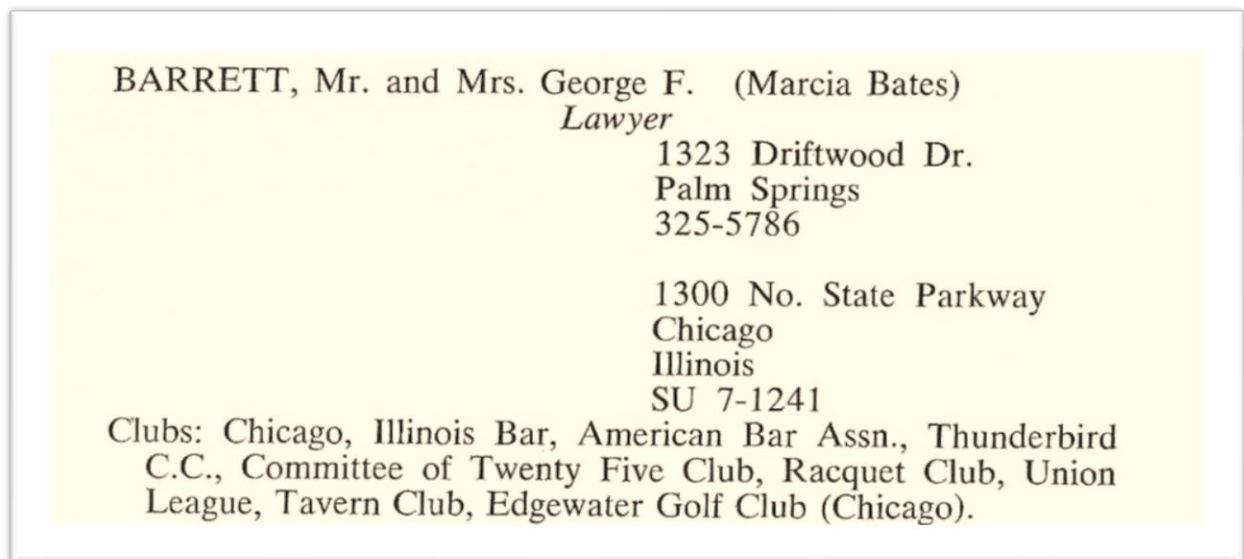 BARRETT, Mr. and Mrs. George F. (Marcia Bates)
Lawyer
1323 Driftwood Dr.
Palm Springs
325-5786
1300 No. State Parkway
Chicago
Illinois
SU 7-1241
Clubs: Chicago, Illinois Bar, American Bar Assn., Thunderbird
C.C., Committee of Twenty Five Club, Racquet Club, Union
League, Tavern Club, Edgewater Golf Club (Chicago).